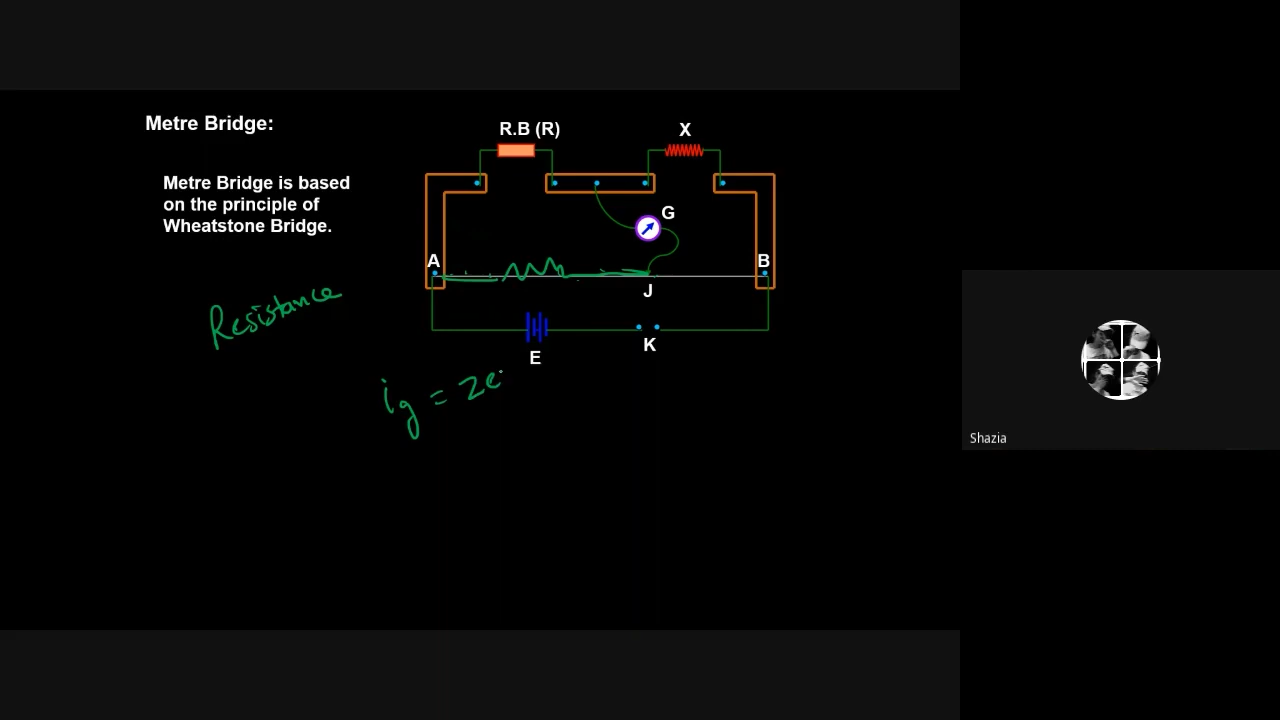 Metre Bridge:
Metre Bridge is based
on the principle of
Wheatstone Bridge.
R.B (R)
X
G
A
B
J
K
E
Resistance
ig = ze
Shazia